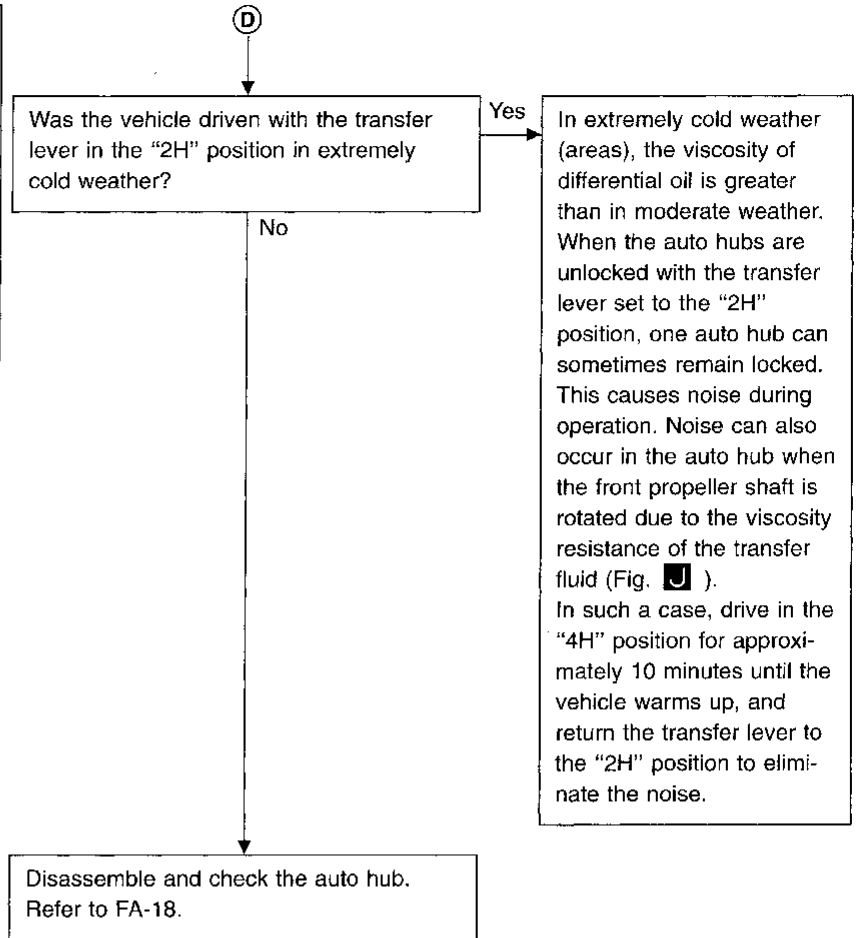 D
Was the vehicle driven with the transfer
lever in the “2H” position in extremely
cold weather?
Yes
No
In extremely cold weather
(areas), the viscosity of
differential oil is greater
than in moderate weather.
When the auto hubs are
unlocked with the transfer
lever set to the “2H”
position, one auto hub can
sometimes remain locked.
This causes noise during
operation. Noise can also
occur in the auto hub when
the front propeller shaft is
rotated due to the viscosity
resistance of the transfer
fluid (Fig. J ).
In such a case, drive in the
“4H” position for approxi-
mately 10 minutes until the
vehicle warms up, and
return the transfer lever to
the “2H” position to elimi-
nate the noise.
Disassemble and check the auto hub.
Refer to FA-18.